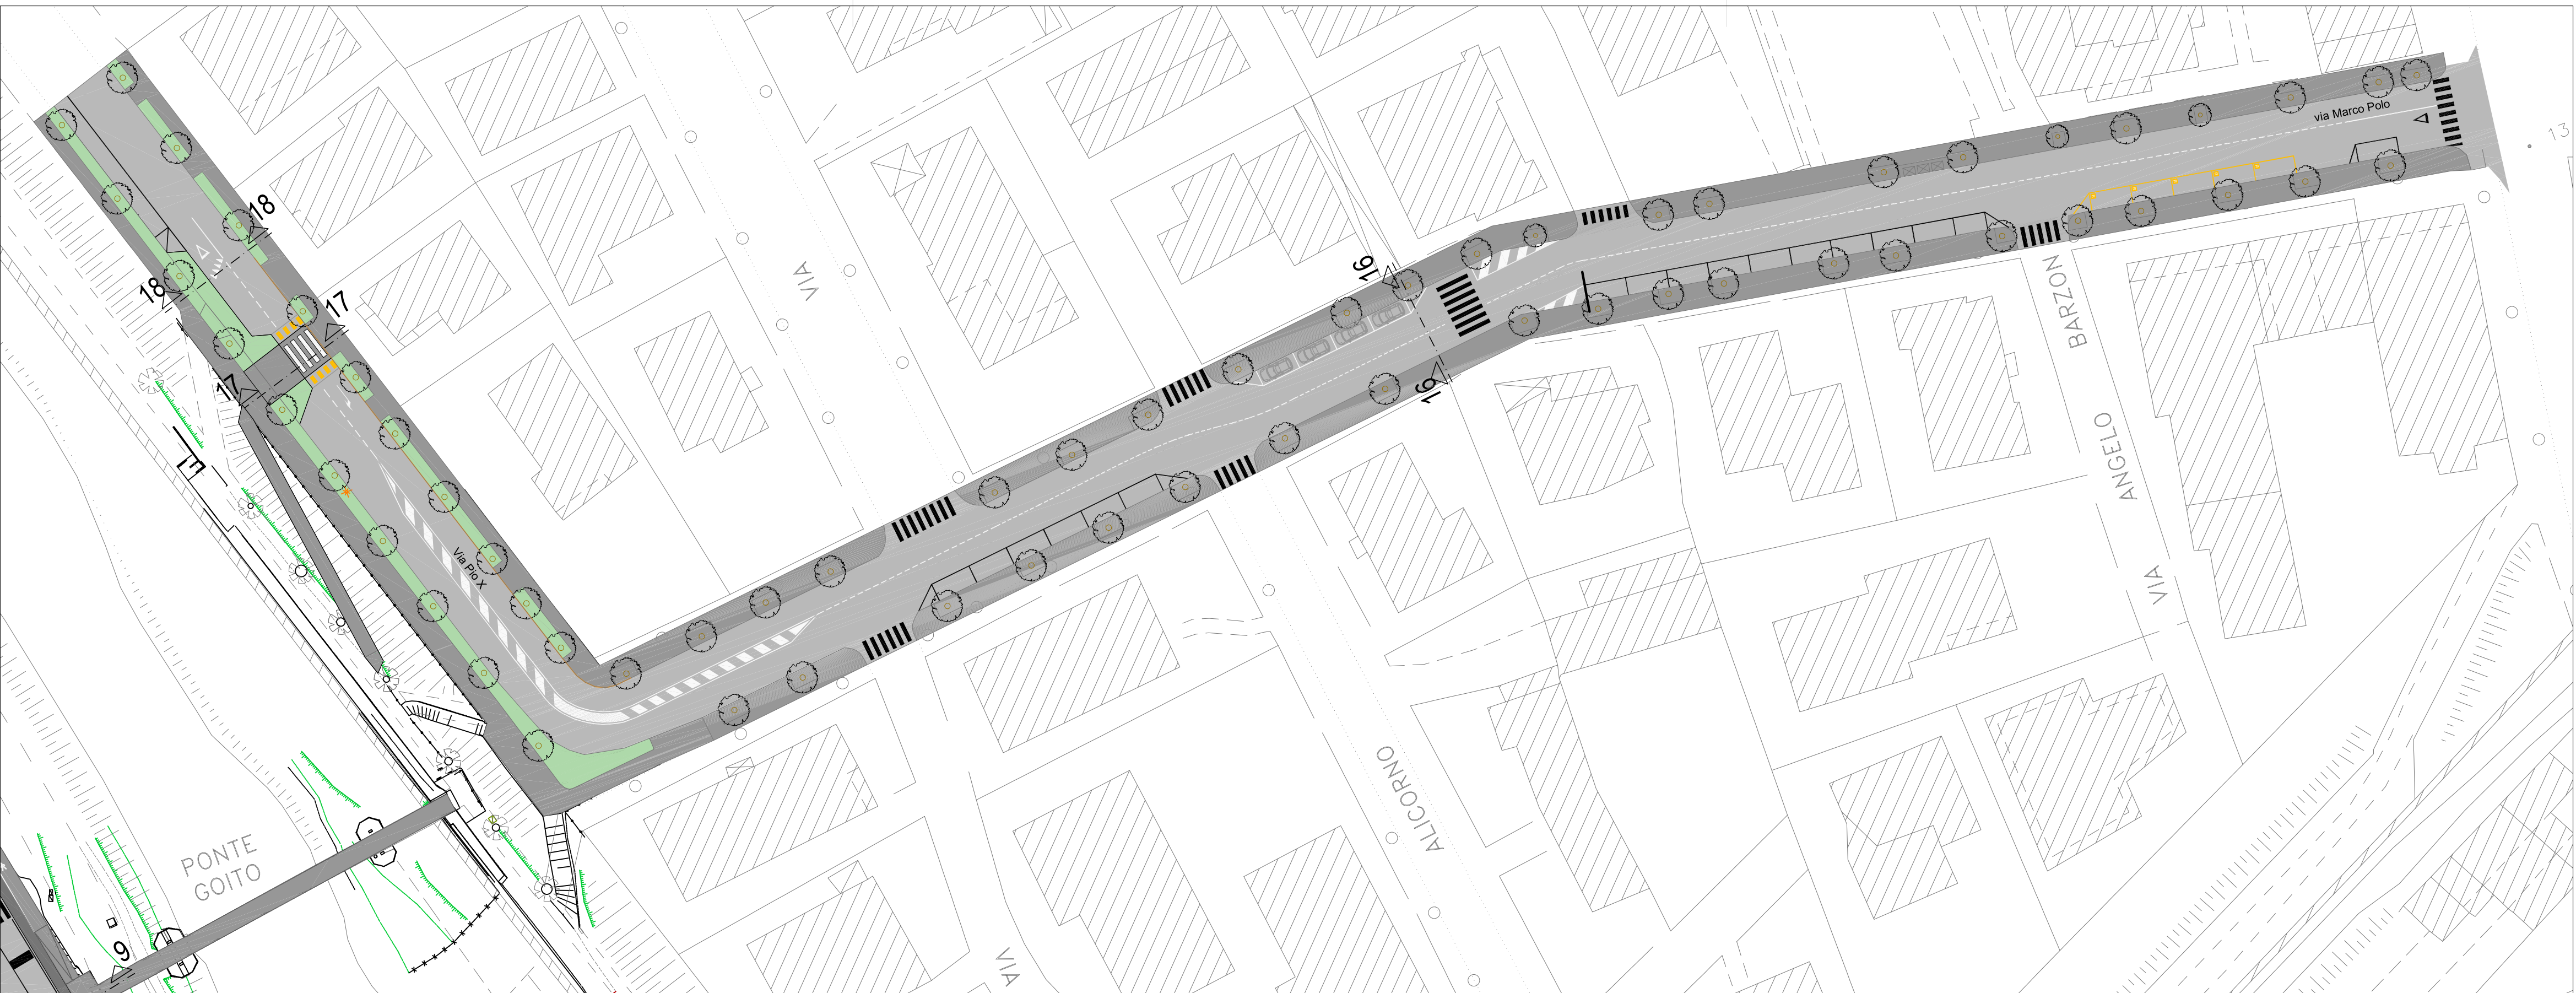 via Marco Polo
13
18
18
17
17
16
16
VIA
BARZON
ANGELO
VIA
Via Pio X
ALICORNO
VIA
PONTE
GOITO
9